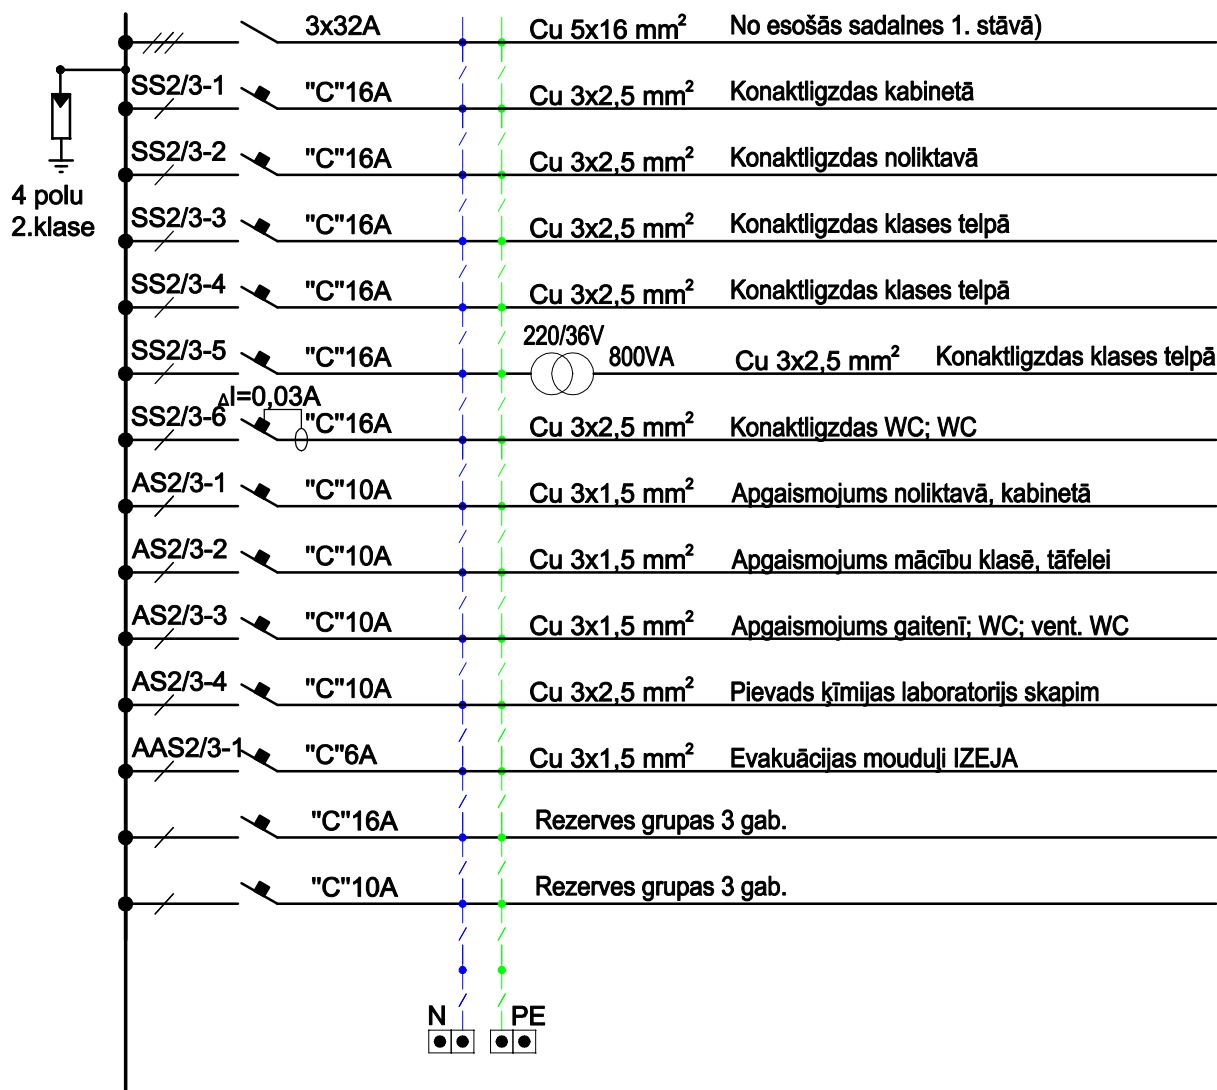 3x32A Cu 5x16 mm² No esošās sadalnes 1. stāvā)
SS2/3-1 "C"16A Cu 3x2,5 mm² Konaktligzdas kabinetā
SS2/3-2 "C"16A Cu 3x2,5 mm² Konaktligzdas noliktavā
4 polu
2.klase
SS2/3-3 "C"16A Cu 3x2,5 mm² Konaktligzdas klases telpā
SS2/3-4 "C"16A Cu 3x2,5 mm² Konaktligzdas klases telpā
220/36V
SS2/3-5 "C"16A 800VA Cu 3x2,5 mm² Konaktligzdas klases telpā
ΔI=0,03A
SS2/3-6 "C"16A Cu 3x2,5 mm² Konaktligzdas WC; WC
AS2/3-1 "C"10A Cu 3x1,5 mm² Apgaismojums noliktavā, kabinetā
AS2/3-2 "C"10A Cu 3x1,5 mm² Apgaismojums mācību klasē, tāfelei
AS2/3-3 "C"10A Cu 3x1,5 mm² Apgaismojums gaitenī; WC; vent. WC
AS2/3-4 "C"10A Cu 3x2,5 mm² Pievads ķīmijas laboratorijs skapim
AAS2/3-1 "C"6A Cu 3x1,5 mm² Evakuācijas mouduļi IZEJA
"C"16A Rezerves grupas 3 gab.
"C"10A Rezerves grupas 3 gab.
N PE